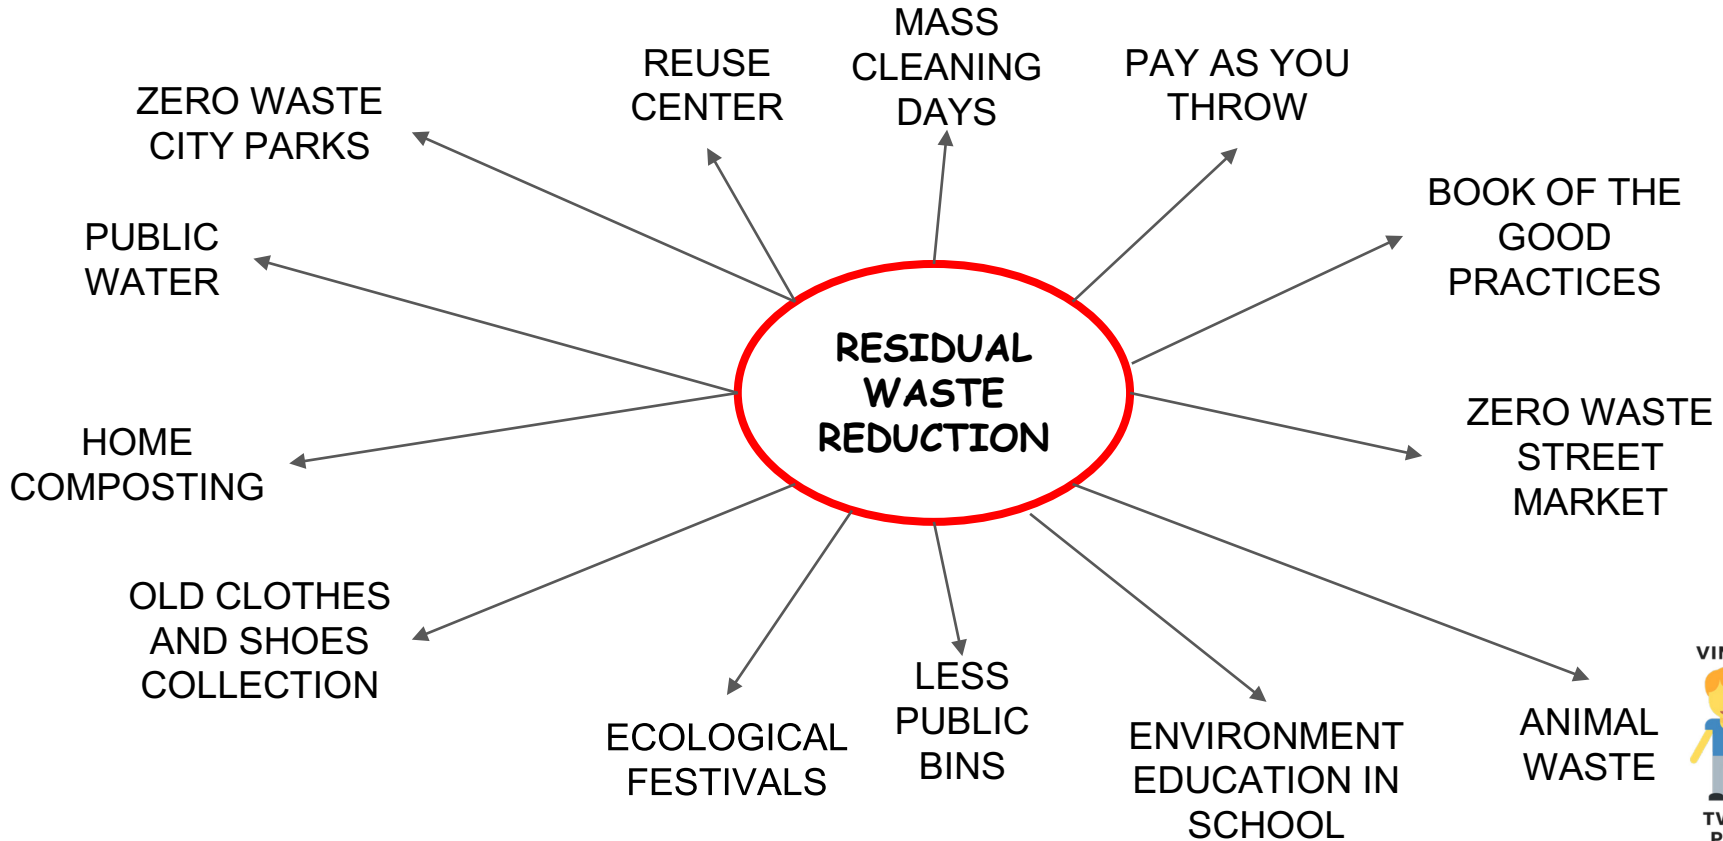 MASS
CLEANING
DAYS
REUSE
CENTER
PAY AS YOU
THROW
ZERO WASTE
CITY PARKS
BOOK OF THE
GOOD
PRACTICES
PUBLIC
WATER
RESIDUAL
WASTE
REDUCTION
ZERO WASTE
STREET
MARKET
HOME
COMPOSTING
OLD CLOTHES
AND SHOES
COLLECTION
ECOLOGICAL
FESTIVALS
LESS
PUBLIC
BINS
ENVIRONMENT
EDUCATION IN
SCHOOL
ANIMAL
WASTE